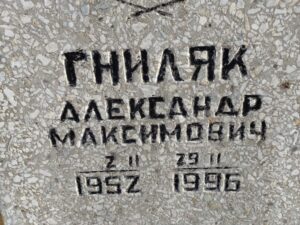 ГНИЛЯК
АЛЕКСАНДР
МАКСИМОВИЧ
2 II 29 II
1952 1996